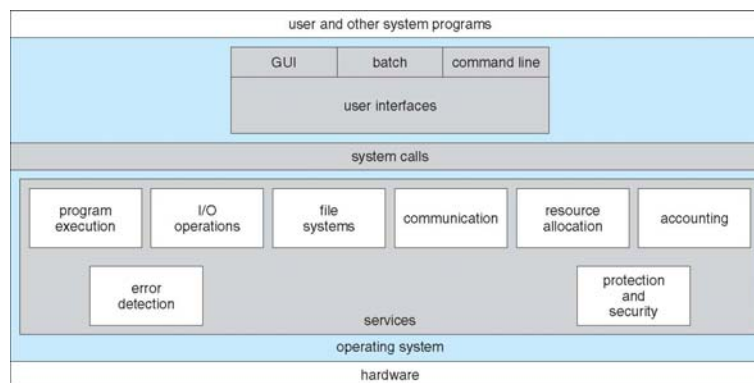 user and other system programs
GUI batch command line
user interfaces
system calls
program execution
I/O operations
file systems
communication
resource allocation
accounting
error detection
protection and security
services
operating system
hardware